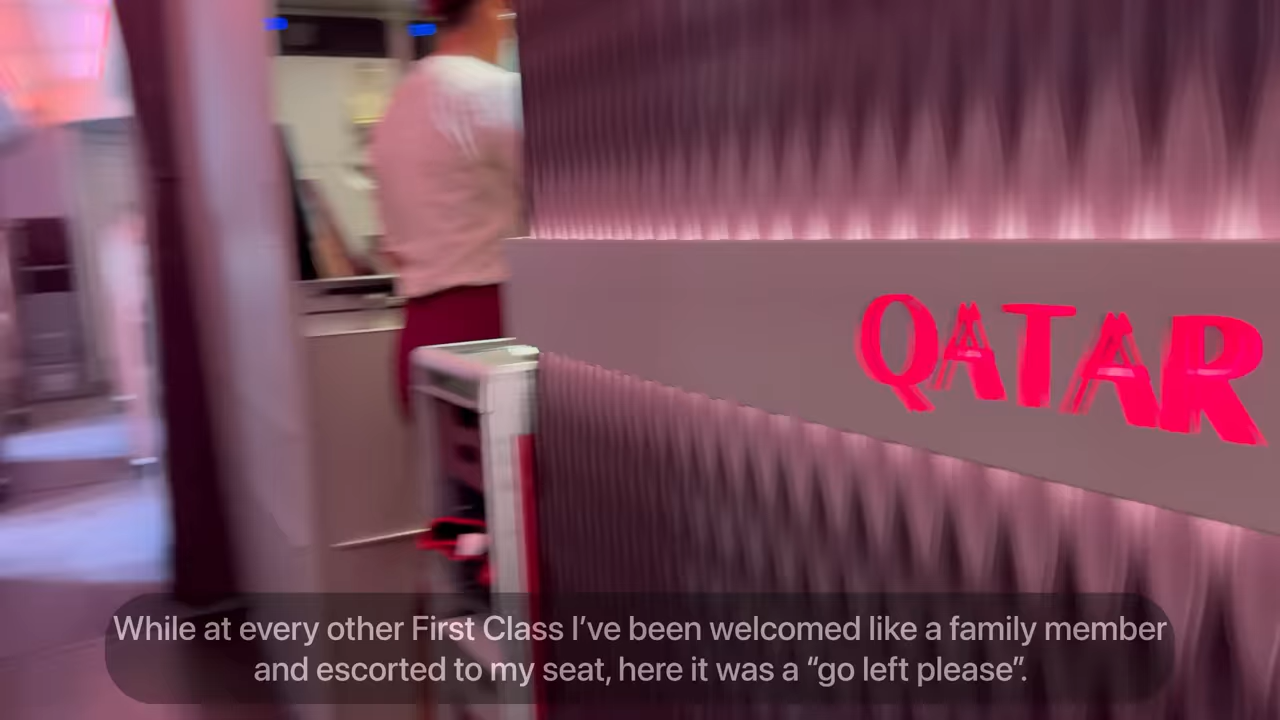 QATAR
While at every other First Class I’ve been welcomed like a family member
and escorted to my seat, here it was a “go left please”.